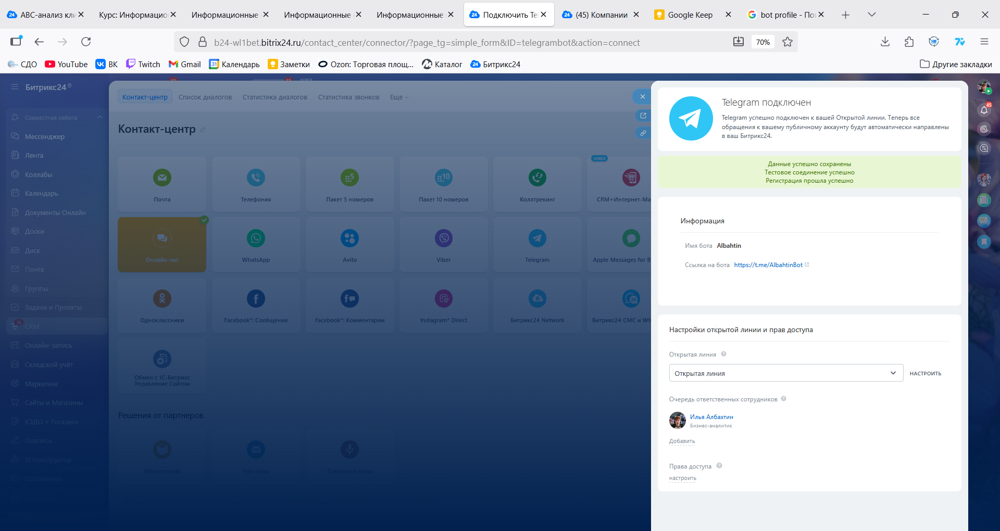 АВС-анализ кли
Курс: Информацио
Информационные
Информационные
Информационные
Подключить Te
(45) Компании
Google Keep
bot profile - По
b24-wl1bet.bitrix24.ru/contact_center/connector/?page_tg=simple_form&ID=telegrambot&action=connect
70%
СДО
YouTube
ВК
Twitch
Gmail
Календарь
Заметки
Ozon: Торговая площ...
Каталог
Битрикс24
Другие закладки
Битрикс24
Совместная работа
Мессенджер
Лента
Коллабы
Календарь
Документы Онлайн
Доски
Диск
Почта
Группы
Задачи и Проекты
26
CRM
Онлайн-запись
Складской учёт
Маркетинг
Сайты и Магазины
КЭДО + Госключ
Подпись
BI Конструктор
Сотрудники
НОВОЕ
Контакт-центр
Список диалогов
Статистика диалогов
Статистика звонков
Еще
Контакт-центр
Почта
Телефония
5
Пакет 5 номеров
10
Пакет 10 номеров
Коллтрекинг
НОВОЕ
CRM+Интернет-Ма
Онлайн-чат
WhatsApp
Avito
Viber
Telegram
Apple Messages for B
Одноклассники
Facebook*: Сообщения
Facebook*: Комментарии
Instagram* Direct
Битрикс24 Network
Битрикс24 СМС и Wh
Обмен с 1С-Битрикс
Управление Сайтом
Решения от партнеров
Маркетплейс
Чат-боты
Голосовые боты
Telegram подключен
Telegram успешно подключен к вашей Открытой линии. Теперь все
обращения к вашему публичному аккаунту будут автоматически направлены
в ваш Битрикс24.
Данные успешно сохранены
Тестовое соединение успешно
Регистрация прошла успешно
Информация
Имя бота Albahtin
Ссылка на бота https://t.me/AlbahtinBot
Настройки открытой линии и прав доступа
Открытая линия
Открытая линия
НАСТРОИТЬ
Очередь ответственных сотрудников
Илья Албахтин
Бизнес-аналитик
Добавить
Права доступа
настроить
45